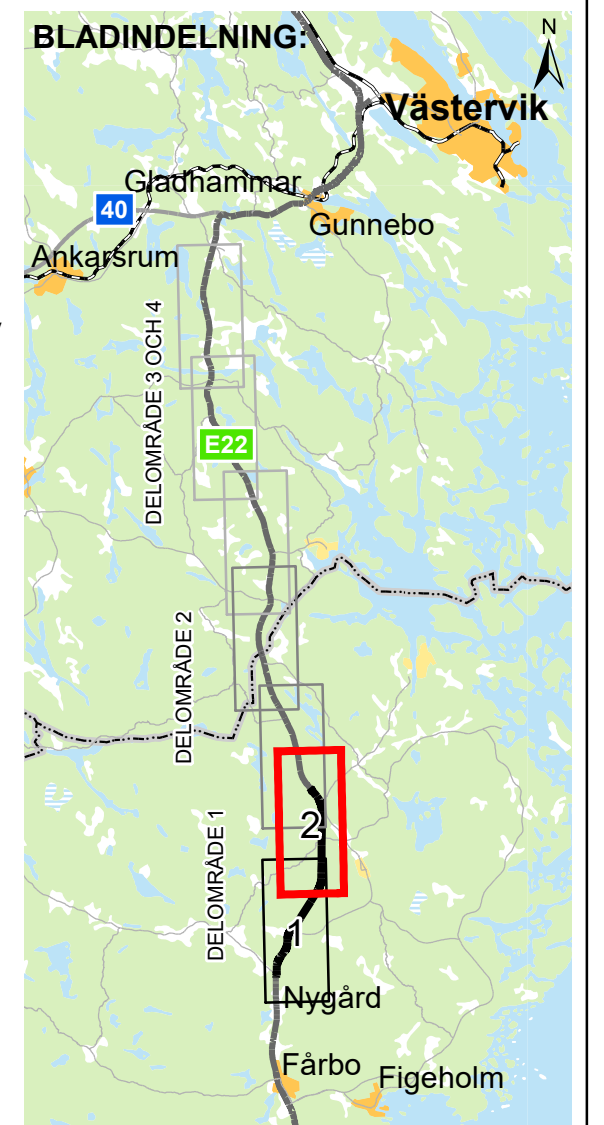 BLADINDELNING:
N
Västervik
Gladhammar
40
Gunnebo
Ankarsrum
DELOMRÅDE 3 OCH 4
E22
DELOMRÅDE 2
DELOMRÅDE 1
2
1
Nygård
Fårbo
Figeholm